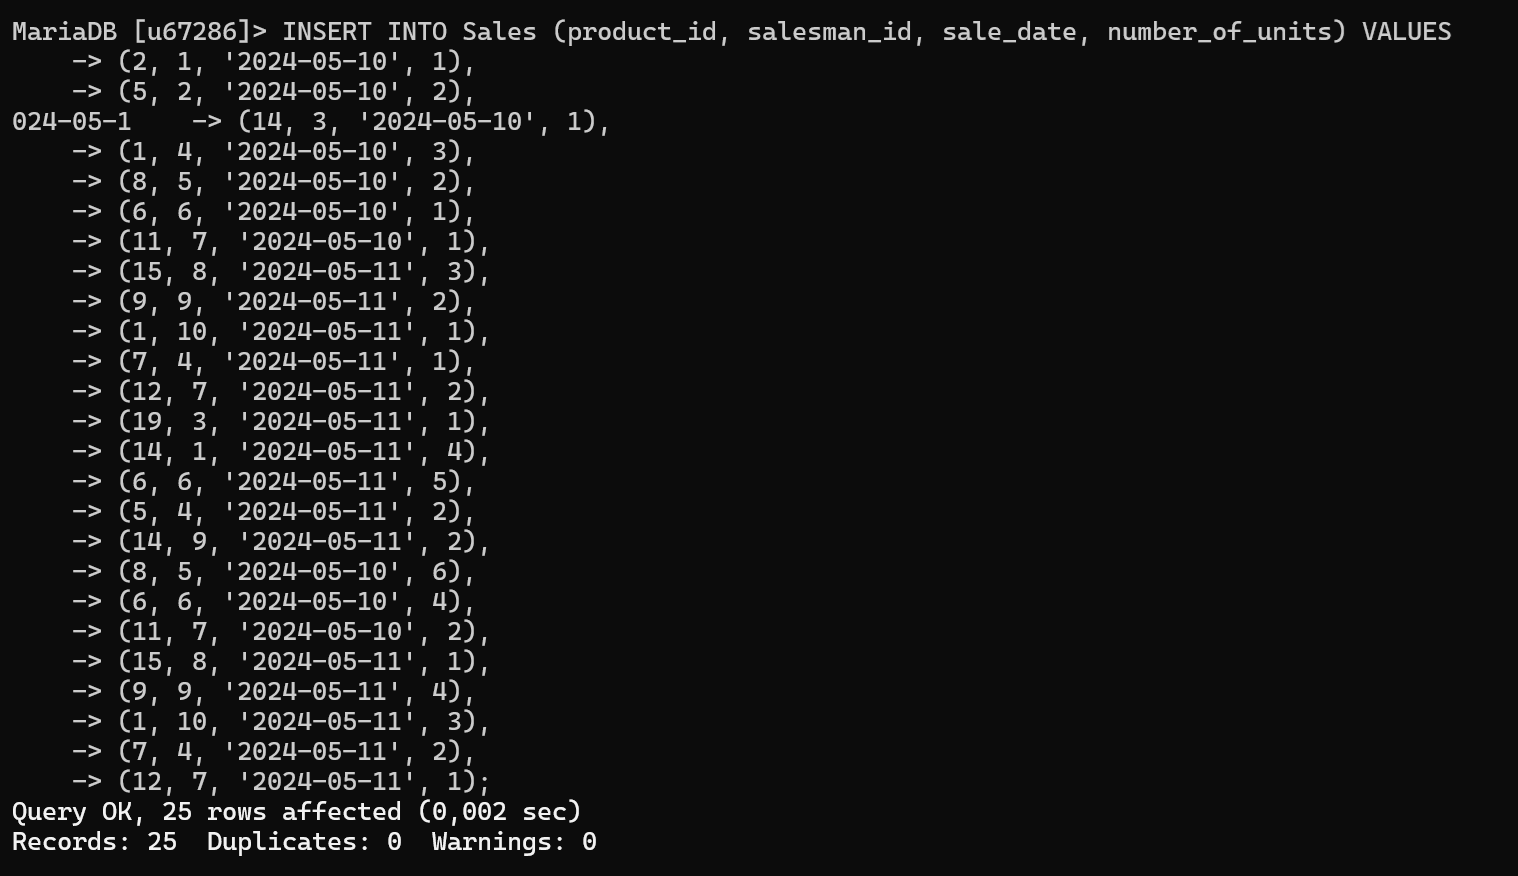 MariaDB [u67286]> INSERT INTO Sales (product_id, salesman_id, sale_date, number_of_units) VALUES
    -> (2, 1, '2024-05-10', 1),
    -> (5, 2, '2024-05-10', 2),
024-05-1    -> (14, 3, '2024-05-10', 1),
    -> (1, 4, '2024-05-10', 3),
    -> (8, 5, '2024-05-10', 2),
    -> (6, 6, '2024-05-10', 1),
    -> (11, 7, '2024-05-10', 1),
    -> (15, 8, '2024-05-11', 3),
    -> (9, 9, '2024-05-11', 2),
    -> (1, 10, '2024-05-11', 1),
    -> (7, 4, '2024-05-11', 1),
    -> (12, 7, '2024-05-11', 2),
    -> (19, 3, '2024-05-11', 1),
    -> (14, 1, '2024-05-11', 4),
    -> (6, 6, '2024-05-11', 5),
    -> (5, 4, '2024-05-11', 2),
    -> (14, 9, '2024-05-11', 2),
    -> (8, 5, '2024-05-10', 6),
    -> (6, 6, '2024-05-10', 4),
    -> (11, 7, '2024-05-10', 2),
    -> (15, 8, '2024-05-11', 1),
    -> (9, 9, '2024-05-11', 4),
    -> (1, 10, '2024-05-11', 3),
    -> (7, 4, '2024-05-11', 2),
    -> (12, 7, '2024-05-11', 1);
Query OK, 25 rows affected (0,002 sec)
Records: 25  Duplicates: 0  Warnings: 0